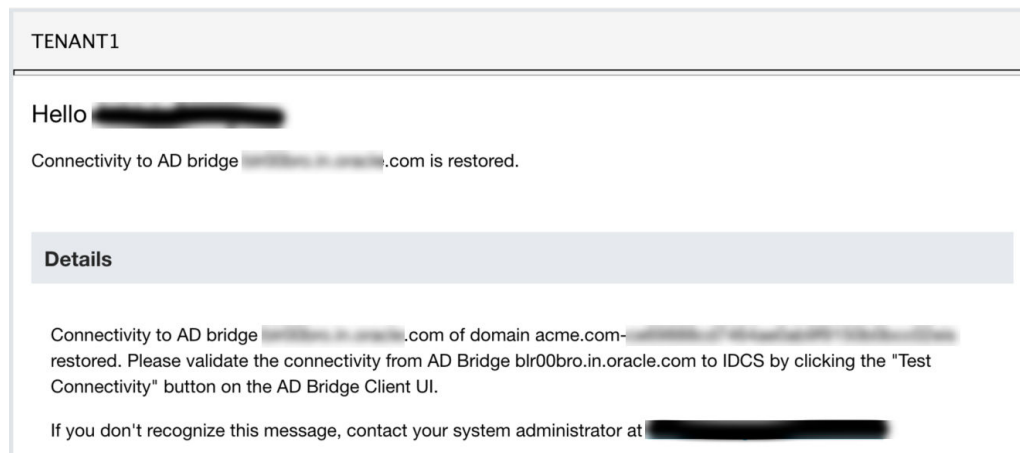 TENANT1
Hello
Connectivity to AD bridge .com is restored.
Details
Connectivity to AD bridge .com of domain acme.com-
restored. Please validate the connectivity from AD Bridge blr00bro.in.oracle.com to IDCS by clicking the "Test
Connectivity" button on the AD Bridge Client UI.
If you don't recognize this message, contact your system administrator at